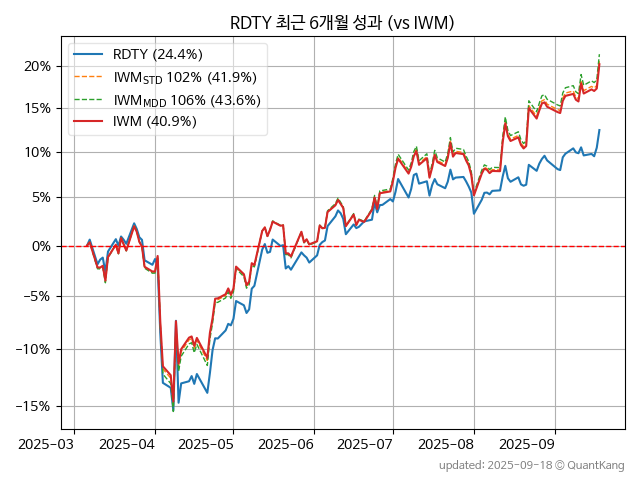 RDTY 최근 6개월 성과 (vs IWM)
RDTY (24.4%)
IWM_STD 102% (41.9%)
IWM_MDD 106% (43.6%)
IWM (40.9%)
20%
15%
10%
5%
0%
−5%
−10%
−15%
2025-03 2025-04 2025-05 2025-06 2025-07 2025-08 2025-09
updated: 2025-09-18 © QuantKang